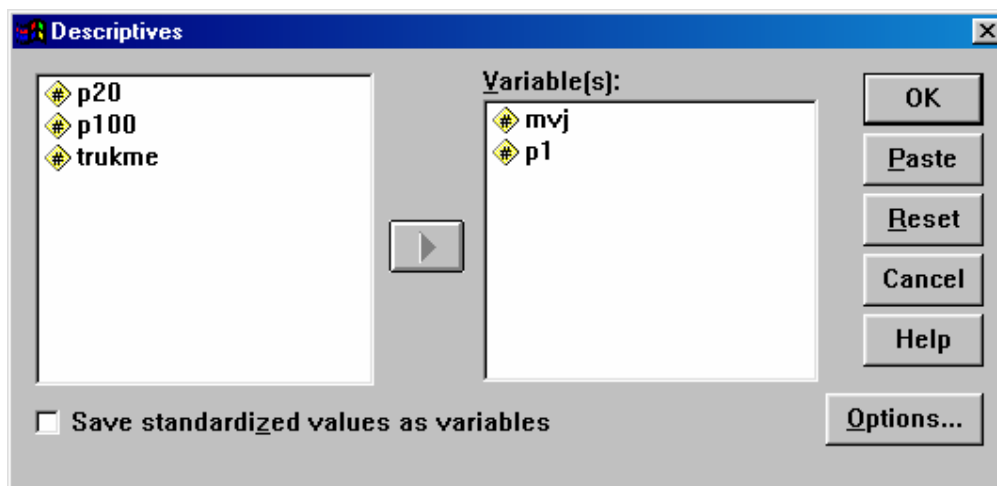 Descriptives
# p20
# p100
# trukme
Variable(s):
# mvj
# p1
OK
Paste
Reset
Cancel
Help
Save standardized values as variables
Options...